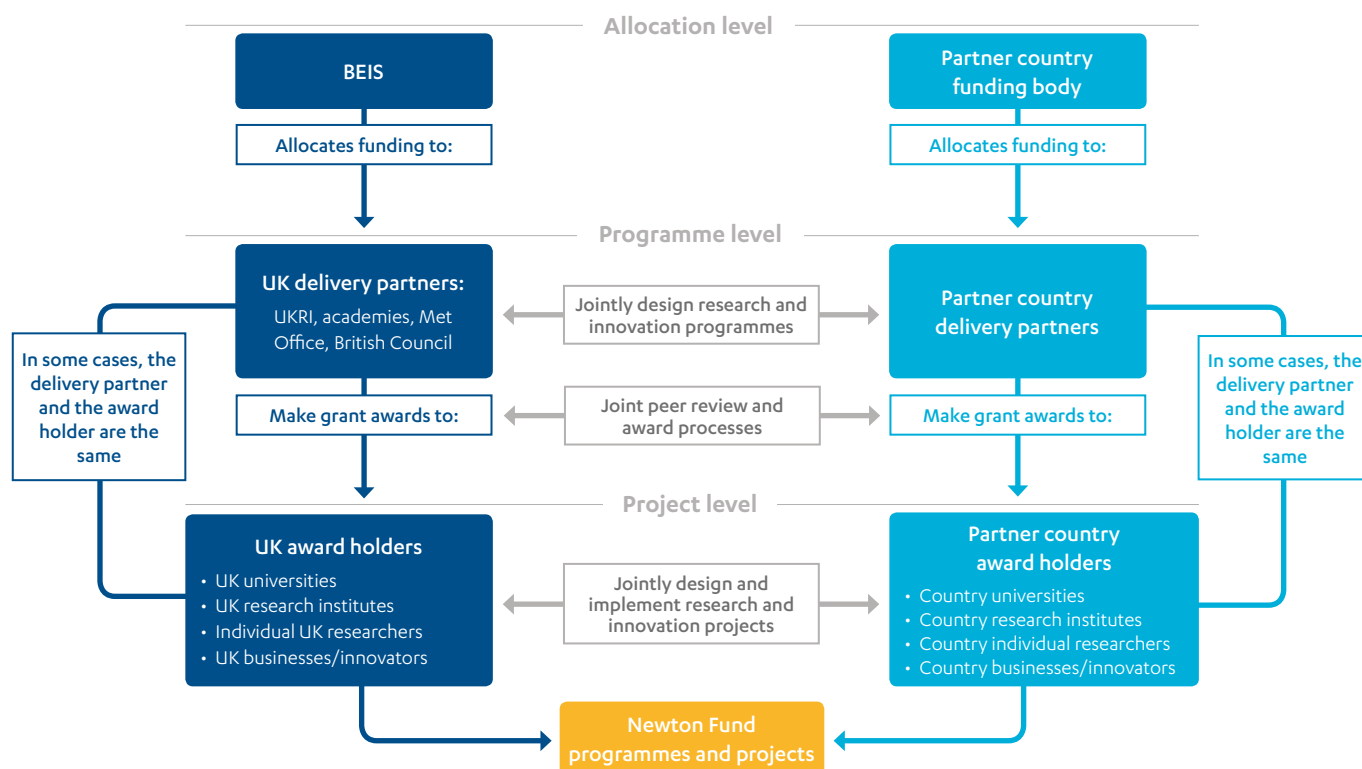 Allocation level
BEIS
Partner country
funding body
Allocates funding to:
Allocates funding to:
Programme level
UK delivery partners:
UKRI, academies, Met
Office, British Council
Jointly design research and
innovation programmes
Partner country
delivery partners
In some cases, the
delivery partner
and the award
holder are the
same
In some cases, the
delivery partner
and the award
holder are the
same
Make grant awards to:
Joint peer review and
award processes
Make grant awards to:
Project level
UK award holders
• UK universities
• UK research institutes
• Individual UK researchers
• UK businesses/innovators
Jointly design and
implement research and
innovation projects
Partner country
award holders
• Country universities
• Country research institutes
• Country individual researchers
• Country businesses/innovators
Newton Fund
programmes and projects